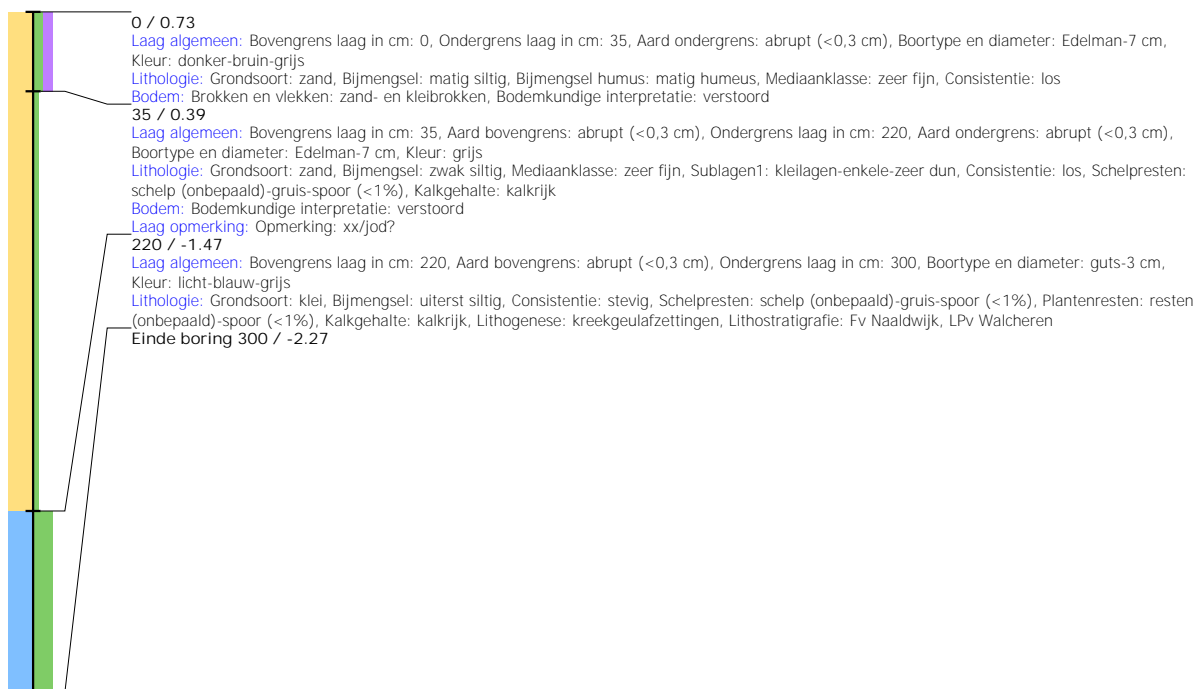 0 / 0.73
Laag algemeen: Bovengrens laag in cm: 0, Ondergrens laag in cm: 35, Aard ondergrens: abrupt (<0,3 cm), Boortype en diameter: Edelman-7 cm,
Kleur: donker-bruin-grijs
Lithologie: Grondsoort: zand, Bijmengsel: matig siltig, Bijmengsel humus: matig humeus, Mediaanklasse: zeer fijn, Consistentie: los
Bodem: Brokken en vlekken: zand- en kleibrokken, Bodemkundige interpretatie: verstoord
35 / 0.39
Laag algemeen: Bovengrens laag in cm: 35, Aard bovengrens: abrupt (<0,3 cm), Ondergrens laag in cm: 220, Aard ondergrens: abrupt (<0,3 cm),
Boortype en diameter: Edelman-7 cm, Kleur: grijs
Lithologie: Grondsoort: zand, Bijmengsel: zwak siltig, Mediaanklasse: zeer fijn, Sublagen1: kleilagen-enkele-zeer dun, Consistentie: los, Schelpresten:
schelp (onbepaald)-gruis-spoor (<1%), Kalkgehalte: kalkrijk
Bodem: Bodemkundige interpretatie: verstoord
Laag opmerking: Opmerking: xx/jod?
220 / -1.47
Laag algemeen: Bovengrens laag in cm: 220, Aard bovengrens: abrupt (<0,3 cm), Ondergrens laag in cm: 300, Boortype en diameter: guts-3 cm,
Kleur: licht-blauw-grijs
Lithologie: Grondsoort: klei, Bijmengsel: uiterst siltig, Consistentie: stevig, Schelpresten: schelp (onbepaald)-gruis-spoor (<1%), Plantenresten: resten
(onbepaald)-spoor (<1%), Kalkgehalte: kalkrijk, Lithogenese: kreekgeulafzettingen, Lithostratigrafie: Fv Naaldwijk, LPv Walcheren
Einde boring 300 / -2.27